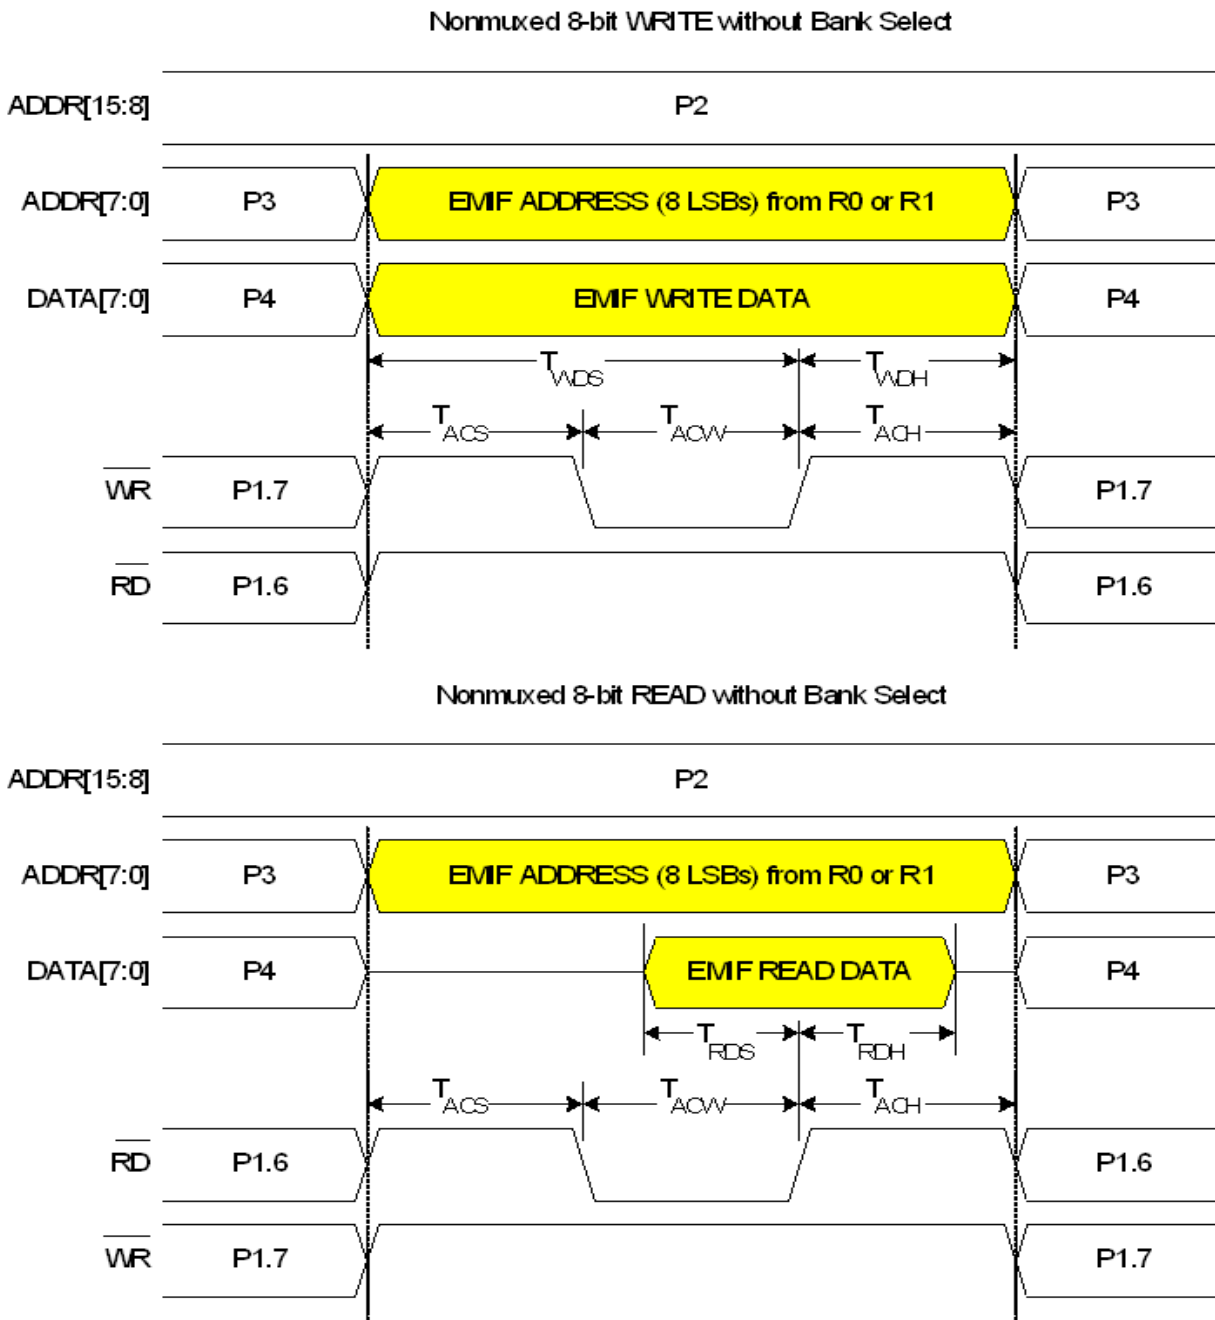 Nonmuxed 8-bit WRITE without Bank Select
ADDR[15:8] P2
ADDR[7:0] P3 EMIF ADDRESS (8 LSBs) from R0 or R1 P3
DATA[7:0] P4 EMIF WRITE DATA P4
TWDS TWDH
TACS TACW TACH
WR P1.7 P1.7
RD P1.6 P1.6
Nonmuxed 8-bit READ without Bank Select
ADDR[15:8] P2
ADDR[7:0] P3 EMIF ADDRESS (8 LSBs) from R0 or R1 P3
DATA[7:0] P4 EMIF READ DATA P4
TRDS TRDH
TACS TACW TACH
RD P1.6 P1.6
WR P1.7 P1.7